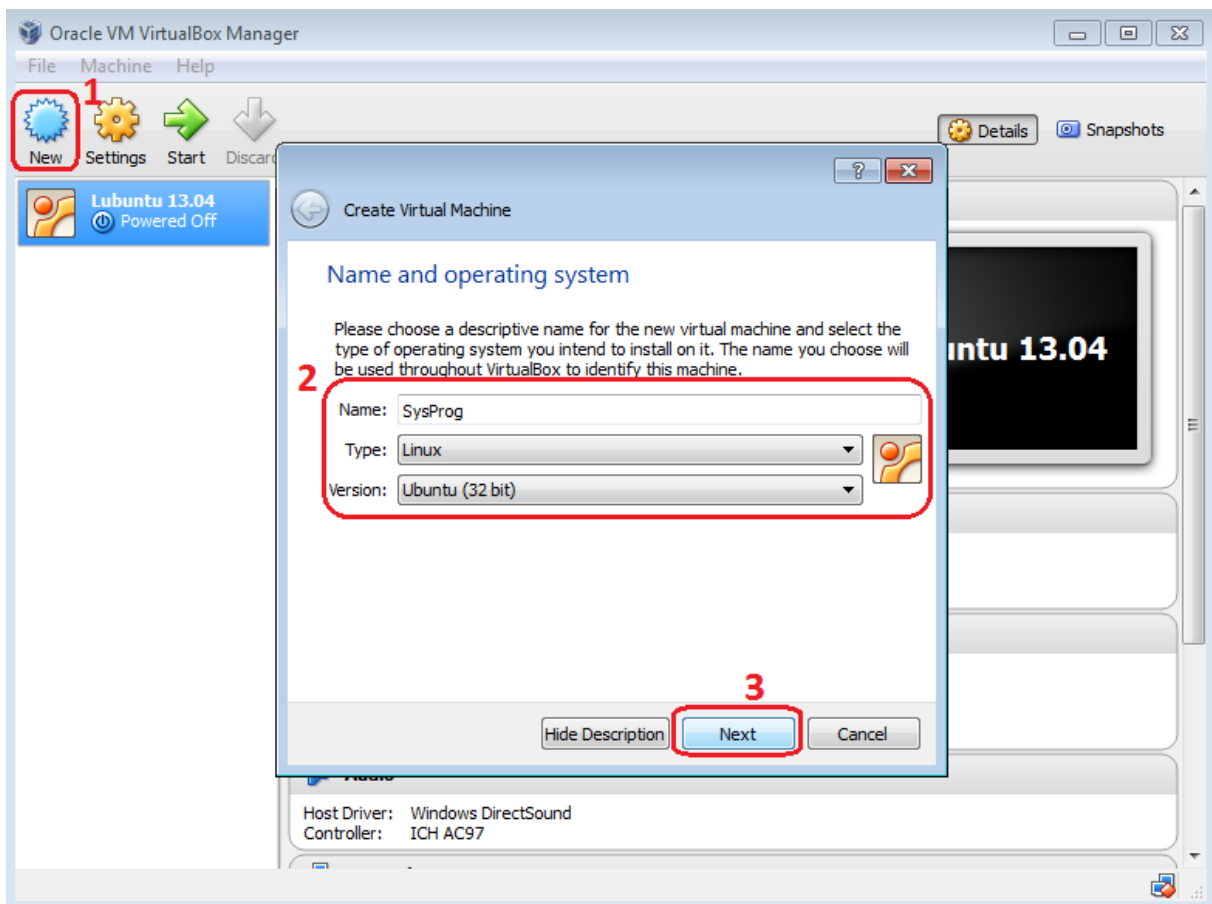 Oracle VM VirtualBox Manager
File Machine Help
1
New Settings Start Discard
Details Snapshots
Lubuntu 13.04
Powered Off
Create Virtual Machine
Name and operating system
Please choose a descriptive name for the new virtual machine and select the
type of operating system you intend to install on it. The name you choose will
be used throughout VirtualBox to identify this machine.
untu 13.04
2
Name: SysProg
Type: Linux
Version: Ubuntu (32 bit)
3
Hide Description Next Cancel
Audio
Host Driver: Windows DirectSound
Controller: ICH AC97